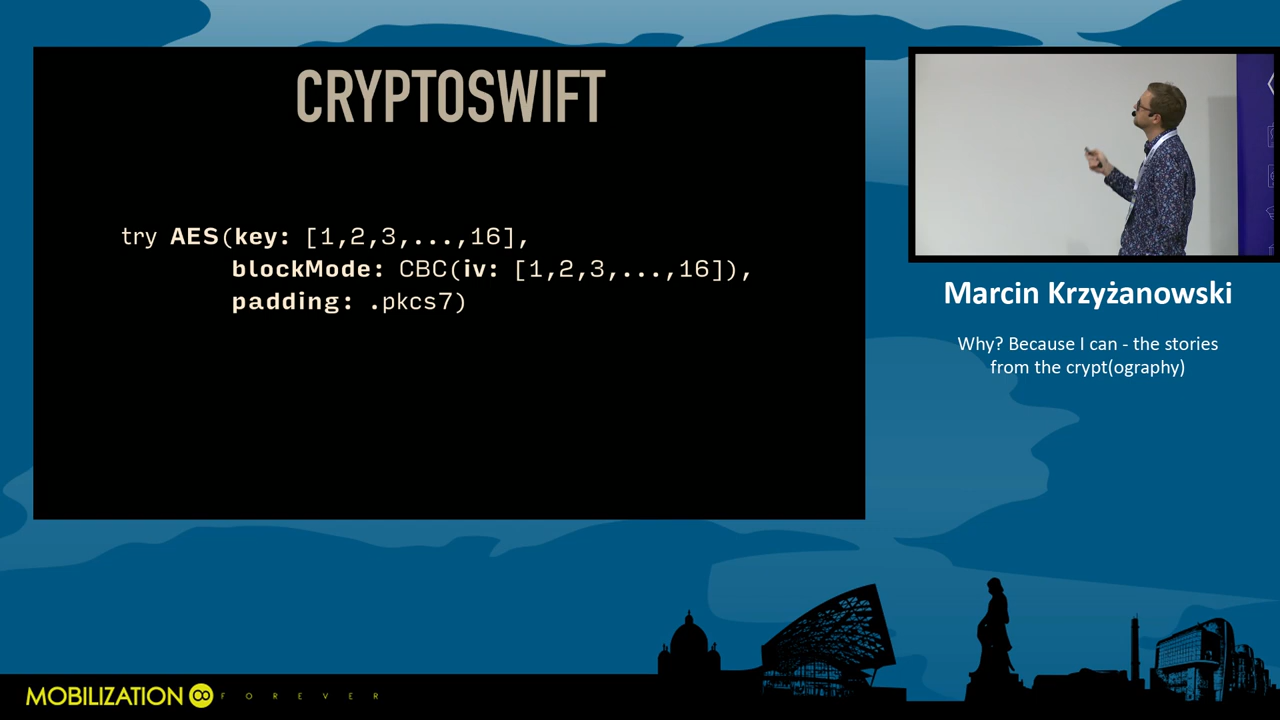 CRYPTOSWIFT
try AES(key: [1,2,3,...,16],
blockMode: CBC(iv: [1,2,3,...,16]),
padding: .pkcs7)
Marcin Krzyżanowski
Why? Because I can - the stories
from the crypt(ography)
MOBILIZATION
FOREVER